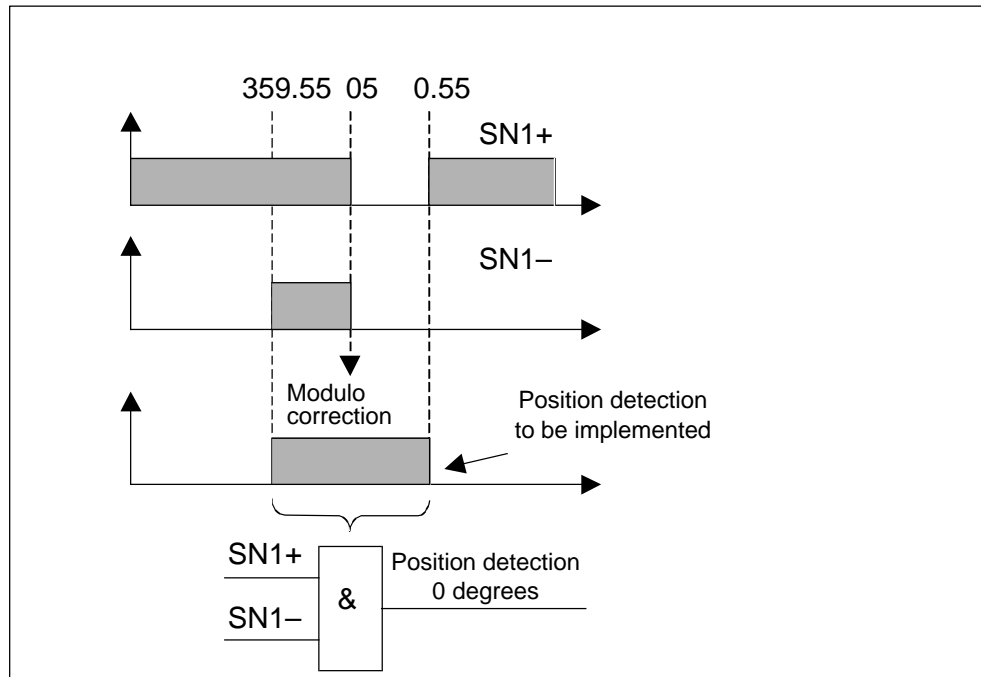 359.55 05 0.55
SN1+
SN1–
Modulo
correction
Position detection
to be implemented
SN1+
SN1–
&
Position detection
0 degrees